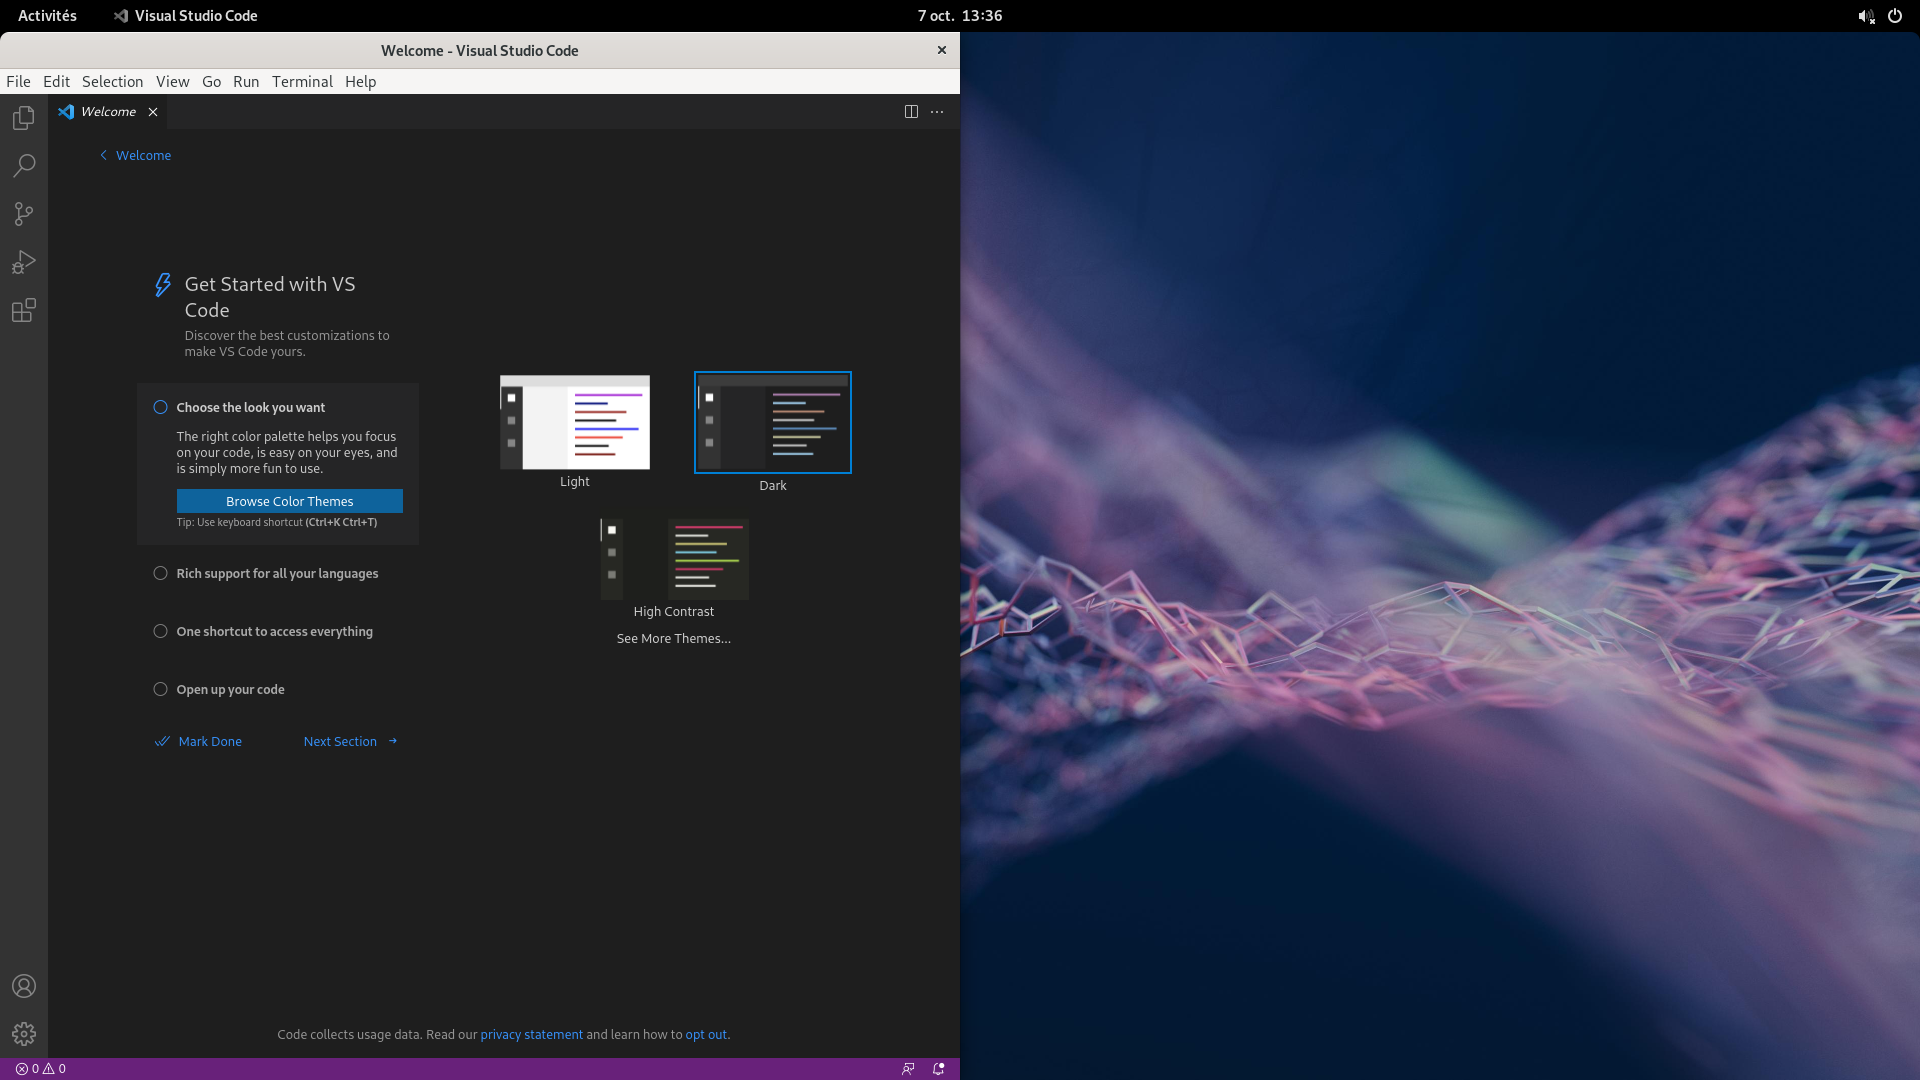 Activités Visual Studio Code 7 oct. 13:36
Welcome - Visual Studio Code
File Edit Selection View Go Run Terminal Help
Welcome
Welcome
Get Started with VS
Code
Discover the best customizations to
make VS Code yours.
Choose the look you want
The right color palette helps you focus
on your code, is easy on your eyes, and
is simply more fun to use.
Browse Color Themes
Tip: Use keyboard shortcut (Ctrl+K Ctrl+T)
Rich support for all your languages
One shortcut to access everything
Open up your code
Mark Done Next Section
Light
Dark
High Contrast
See More Themes...
Code collects usage data. Read our privacy statement and learn how to opt out.
0 0